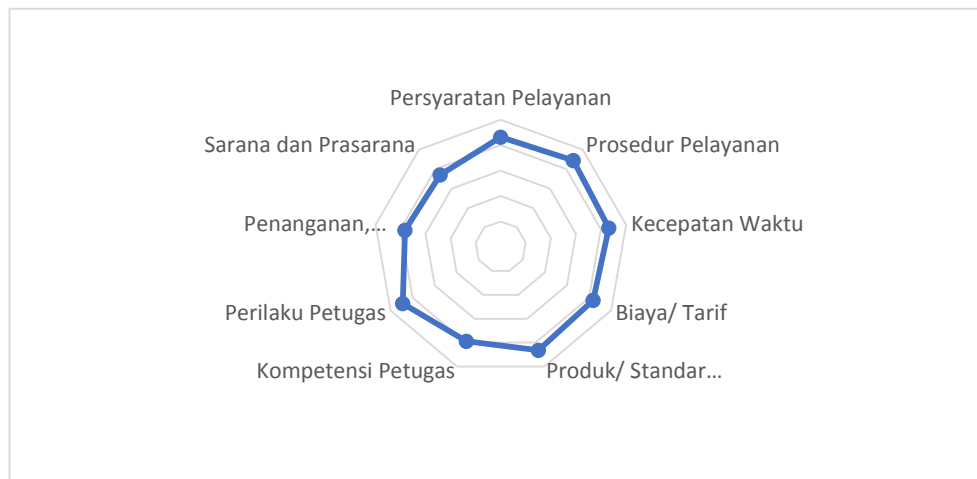 Persyaratan Pelayanan
Prosedur Pelayanan
Kecepatan Waktu
Biaya/ Tarif
Produk/ Standar...
Kompetensi Petugas
Perilaku Petugas
Penanganan,...
Sarana dan Prasarana